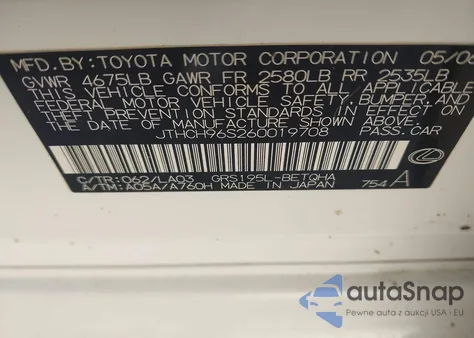 MFD.BY: TOYOTA MOTOR CORPORATION 05/06
GVWR 4675LB GAWR FR 2580LB RR 2535LB
THIS VEHICLE CONFORMS TO ALL APPLICABLE
FEDERAL MOTOR VEHICLE SAFETY, BUMPER, AND
THEFT PREVENTION STANDARDS IN EFFECT ON THE
DATE OF MANUFACTURE SHOWN ABOVE.
JTHCH96S2600T9708 PASS.CAR
C/TR: 062/LA03 GRS195L-BETQHA
A/TM: A05A/A760H MADE IN JAPAN 754 A
autaSnap
Pewne auta z aukcji USA i EU